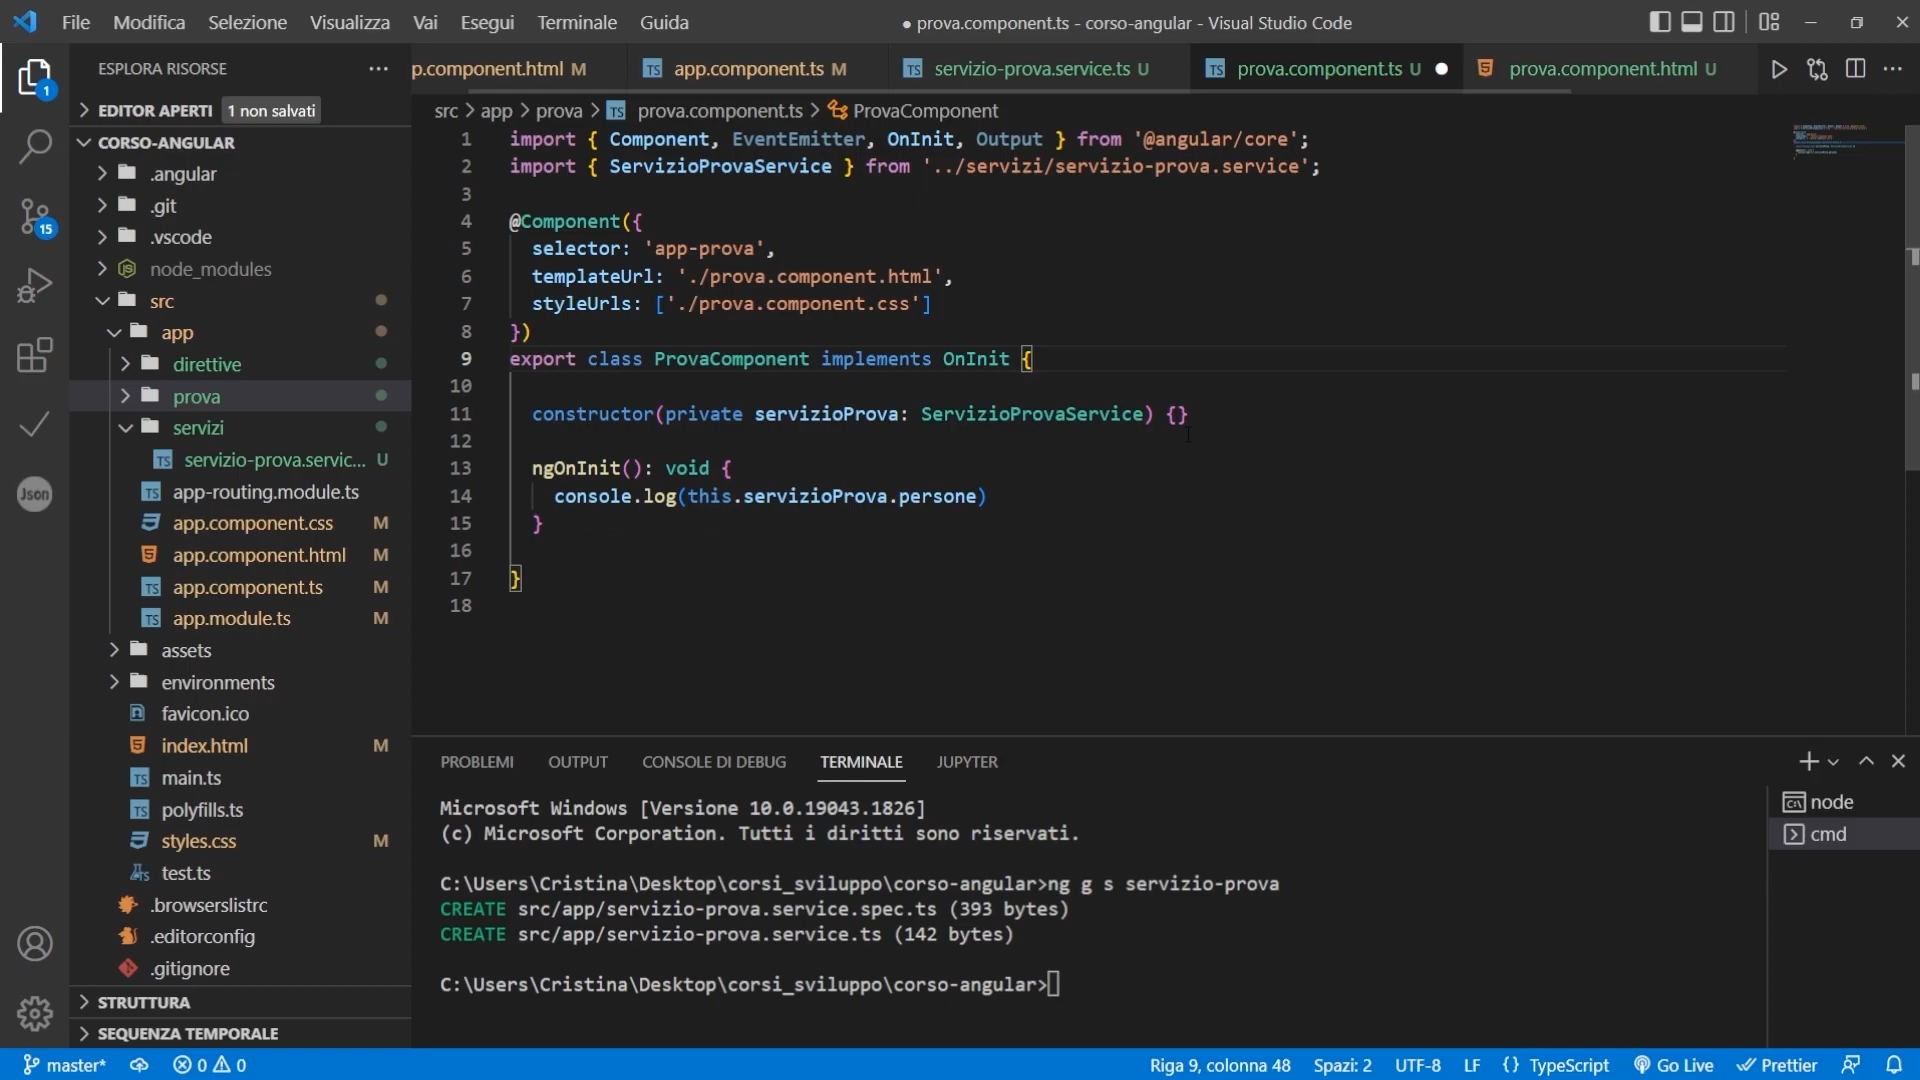 File Modifica Selezione Visualizza Vai Esegui Terminale Guida
● prova.component.ts - corso-angular - Visual Studio Code
ESPLORA RISORSE
EDITOR APERTI 1 non salvati
CORSO-ANGULAR
.angular
.git
.vscode
node_modules
src
app
direttive
prova
servizi
servizio-prova.servic... U
app-routing.module.ts
app.component.css M
app.component.html M
app.component.ts M
app.module.ts M
assets
environments
favicon.ico
index.html M
main.ts
polyfills.ts
styles.css M
test.ts
.browserslistrc
.editorconfig
.gitignore
STRUTTURA
SEQUENZA TEMPORALE
1
15
Json
p.component.html M
TS app.component.ts M
TS servizio-prova.service.ts U
TS prova.component.ts U ●
prova.component.html U
src > app > prova > TS prova.component.ts > ProvaComponent
1 import { Component, EventEmitter, OnInit, Output } from '@angular/core';
2 import { ServizioProvaService } from '../servizi/servizio-prova.service';
3
4 @Component({
5 selector: 'app-prova',
6 templateUrl: './prova.component.html',
7 styleUrls: ['./prova.component.css']
8 })
9 export class ProvaComponent implements OnInit {
10
11 constructor(private servizioProva: ServizioProvaService) {}
12
13 ngOnInit(): void {
14 console.log(this.servizioProva.persone)
15 }
16
17 }
18
PROBLEMI OUTPUT CONSOLE DI DEBUG TERMINALE JUPYTER
Microsoft Windows [Versione 10.0.19043.1826]
(c) Microsoft Corporation. Tutti i diritti sono riservati.
C:\Users\Cristina\Desktop\corsi_sviluppo\corso-angular>ng g s servizio-prova
CREATE src/app/servizio-prova.service.spec.ts (393 bytes)
CREATE src/app/servizio-prova.service.ts (142 bytes)
C:\Users\Cristina\Desktop\corsi_sviluppo\corso-angular>
node
cmd
master* 0 0
Riga 9, colonna 48 Spazi: 2 UTF-8 LF {} TypeScript Go Live Prettier